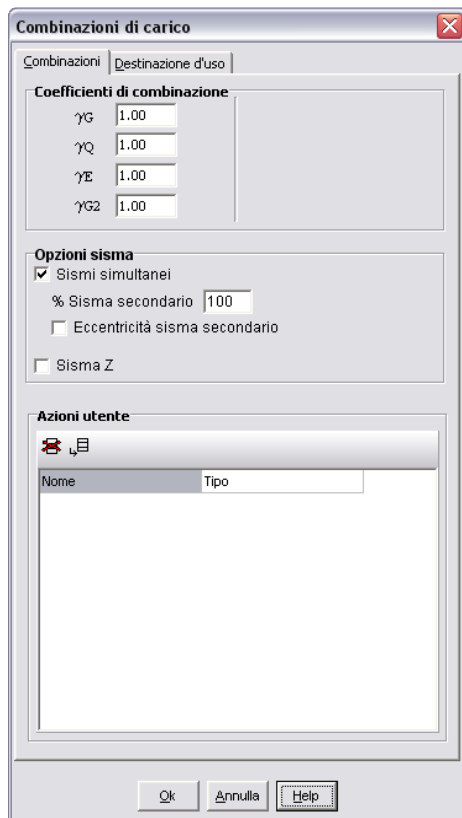 Combinazioni di carico
Combinazioni Destinazione d'uso
Coefficienti di combinazione
γG 1.00
γQ 1.00
γE 1.00
γG2 1.00
Opzioni sisma
Sismi simultanei
% Sisma secondario 100
Eccentricità sisma secondario
Sisma Z
Azioni utente
Nome Tipo
Ok Annulla Help